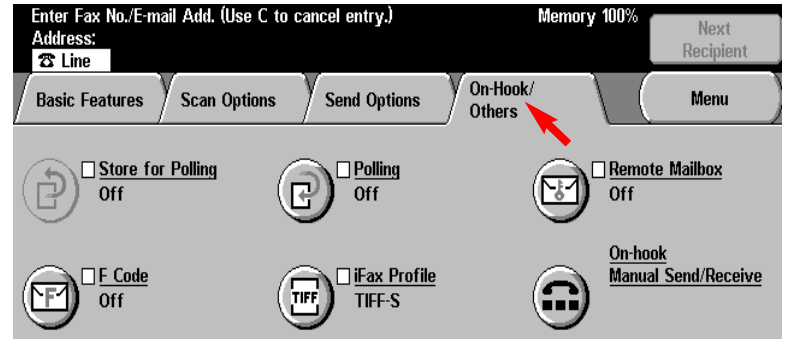 Enter Fax No./E-mail Add. (Use C to cancel entry.) Memory 100%
Address:
☎ Line
Next
Recipient
Basic Features
Scan Options
Send Options
On-Hook/
Others
Menu
Store for Polling
Off
Polling
Off
Remote Mailbox
Off
F Code
Off
F
iFax Profile
TIFF-S
TIFF
On-hook
Manual Send/Receive